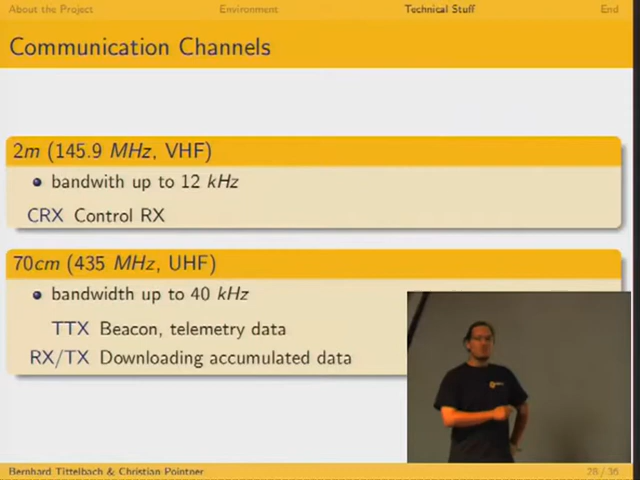 About the Project Environment Technical Stuff End
Communication Channels
2m (145.9 MHz, VHF)
bandwith up to 12 kHz
CRX Control RX
70cm (435 MHz, UHF)
bandwidth up to 40 kHz
TTX Beacon, telemetry data
RX/TX Downloading accumulated data
Bernhard Tittelbach & Christian Pointner 28 / 36